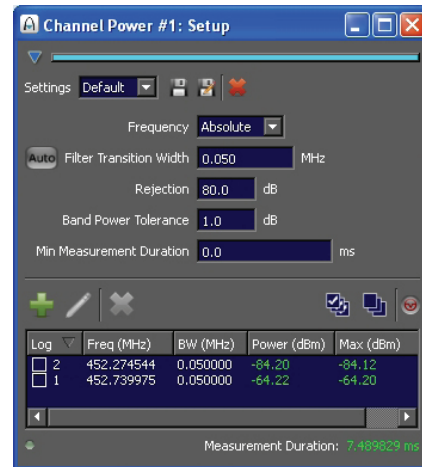 Channel Power #1: Setup
Settings Default
Frequency Absolute
Auto Filter Transition Width 0.050 MHz
Rejection 80.0 dB
Band Power Tolerance 1.0 dB
Min Measurement Duration 0.0 ms
Log Freq (MHz) BW (MHz) Power (dBm) Max (dBm)
2 452.274544 0.050000 -84.20 -84.12
1 452.739975 0.050000 -64.22 -64.20
Measurement Duration: 7.489829 ms